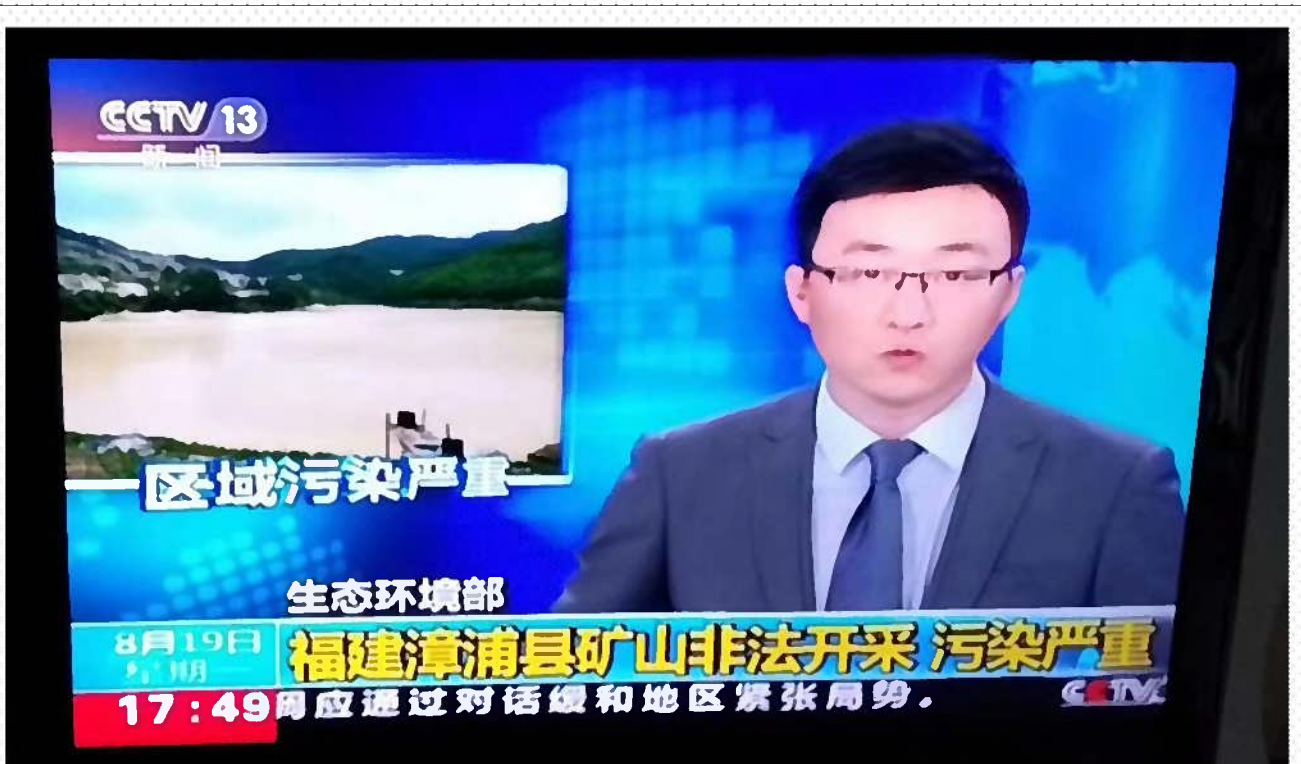 CCTV 13
新闻
区域污染严重
生态环境部
8月19日
星期
福建漳浦县矿山非法开采 污染严重
17:49
应通过对话缓和地区紧张局势。
CCTV